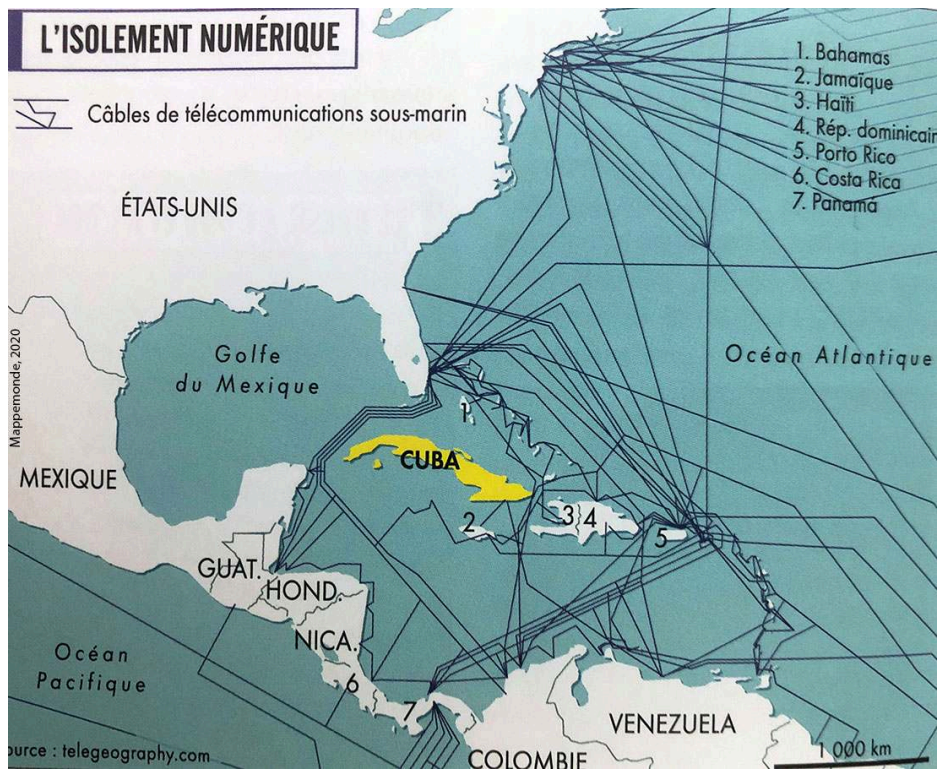 L'ISOLEMENT NUMÉRIQUE
Câbles de télécommunications sous-marin
1. Bahamas
2. Jamaïque
3. Haïti
4. Rép. dominicain
5. Porto Rico
6. Costa Rica
7. Panamá
ÉTATS-UNIS
Golfe
du Mexique
Océan Atlantique
Mappemonde, 2020
1
CUBA
MEXIQUE
2
3
4
5
GUAT.
HOND.
NICA.
Océan
Pacifique
6
7
VENEZUELA
COLOMBIE
ource : telegeography.com
1 000 km